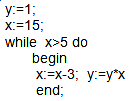 y:=1;
x:=15;
while x>5 do
begin
x:=x-3; y:=y*x
end;